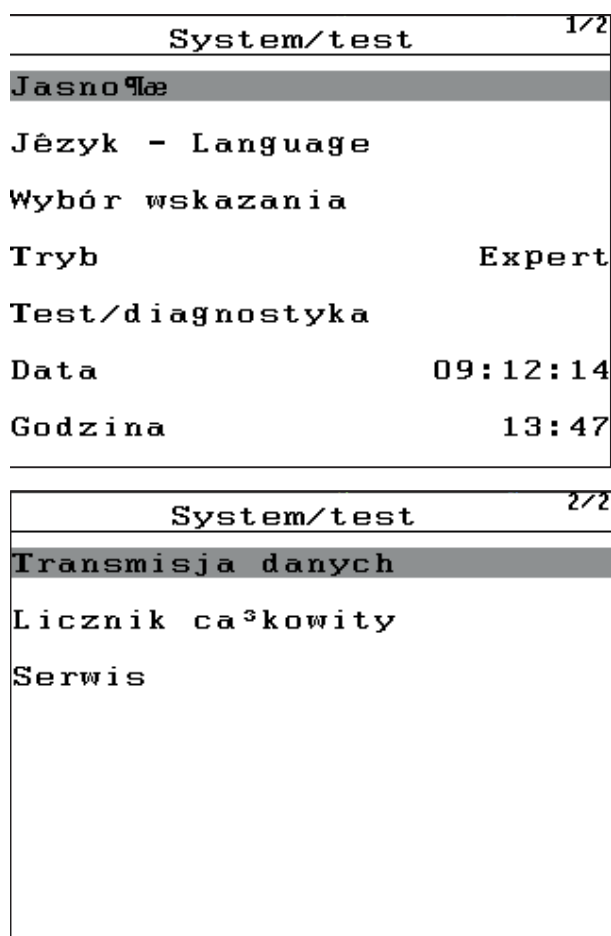 System/test 1/2
Jasno¶æ
Jêzyk - Language
Wybór wskazania
Tryb Expert
Test/diagnostyka
Data 09:12:14
Godzina 13:47
System/test 2/2
Transmisja danych
Licznik ca³kowity
Serwis